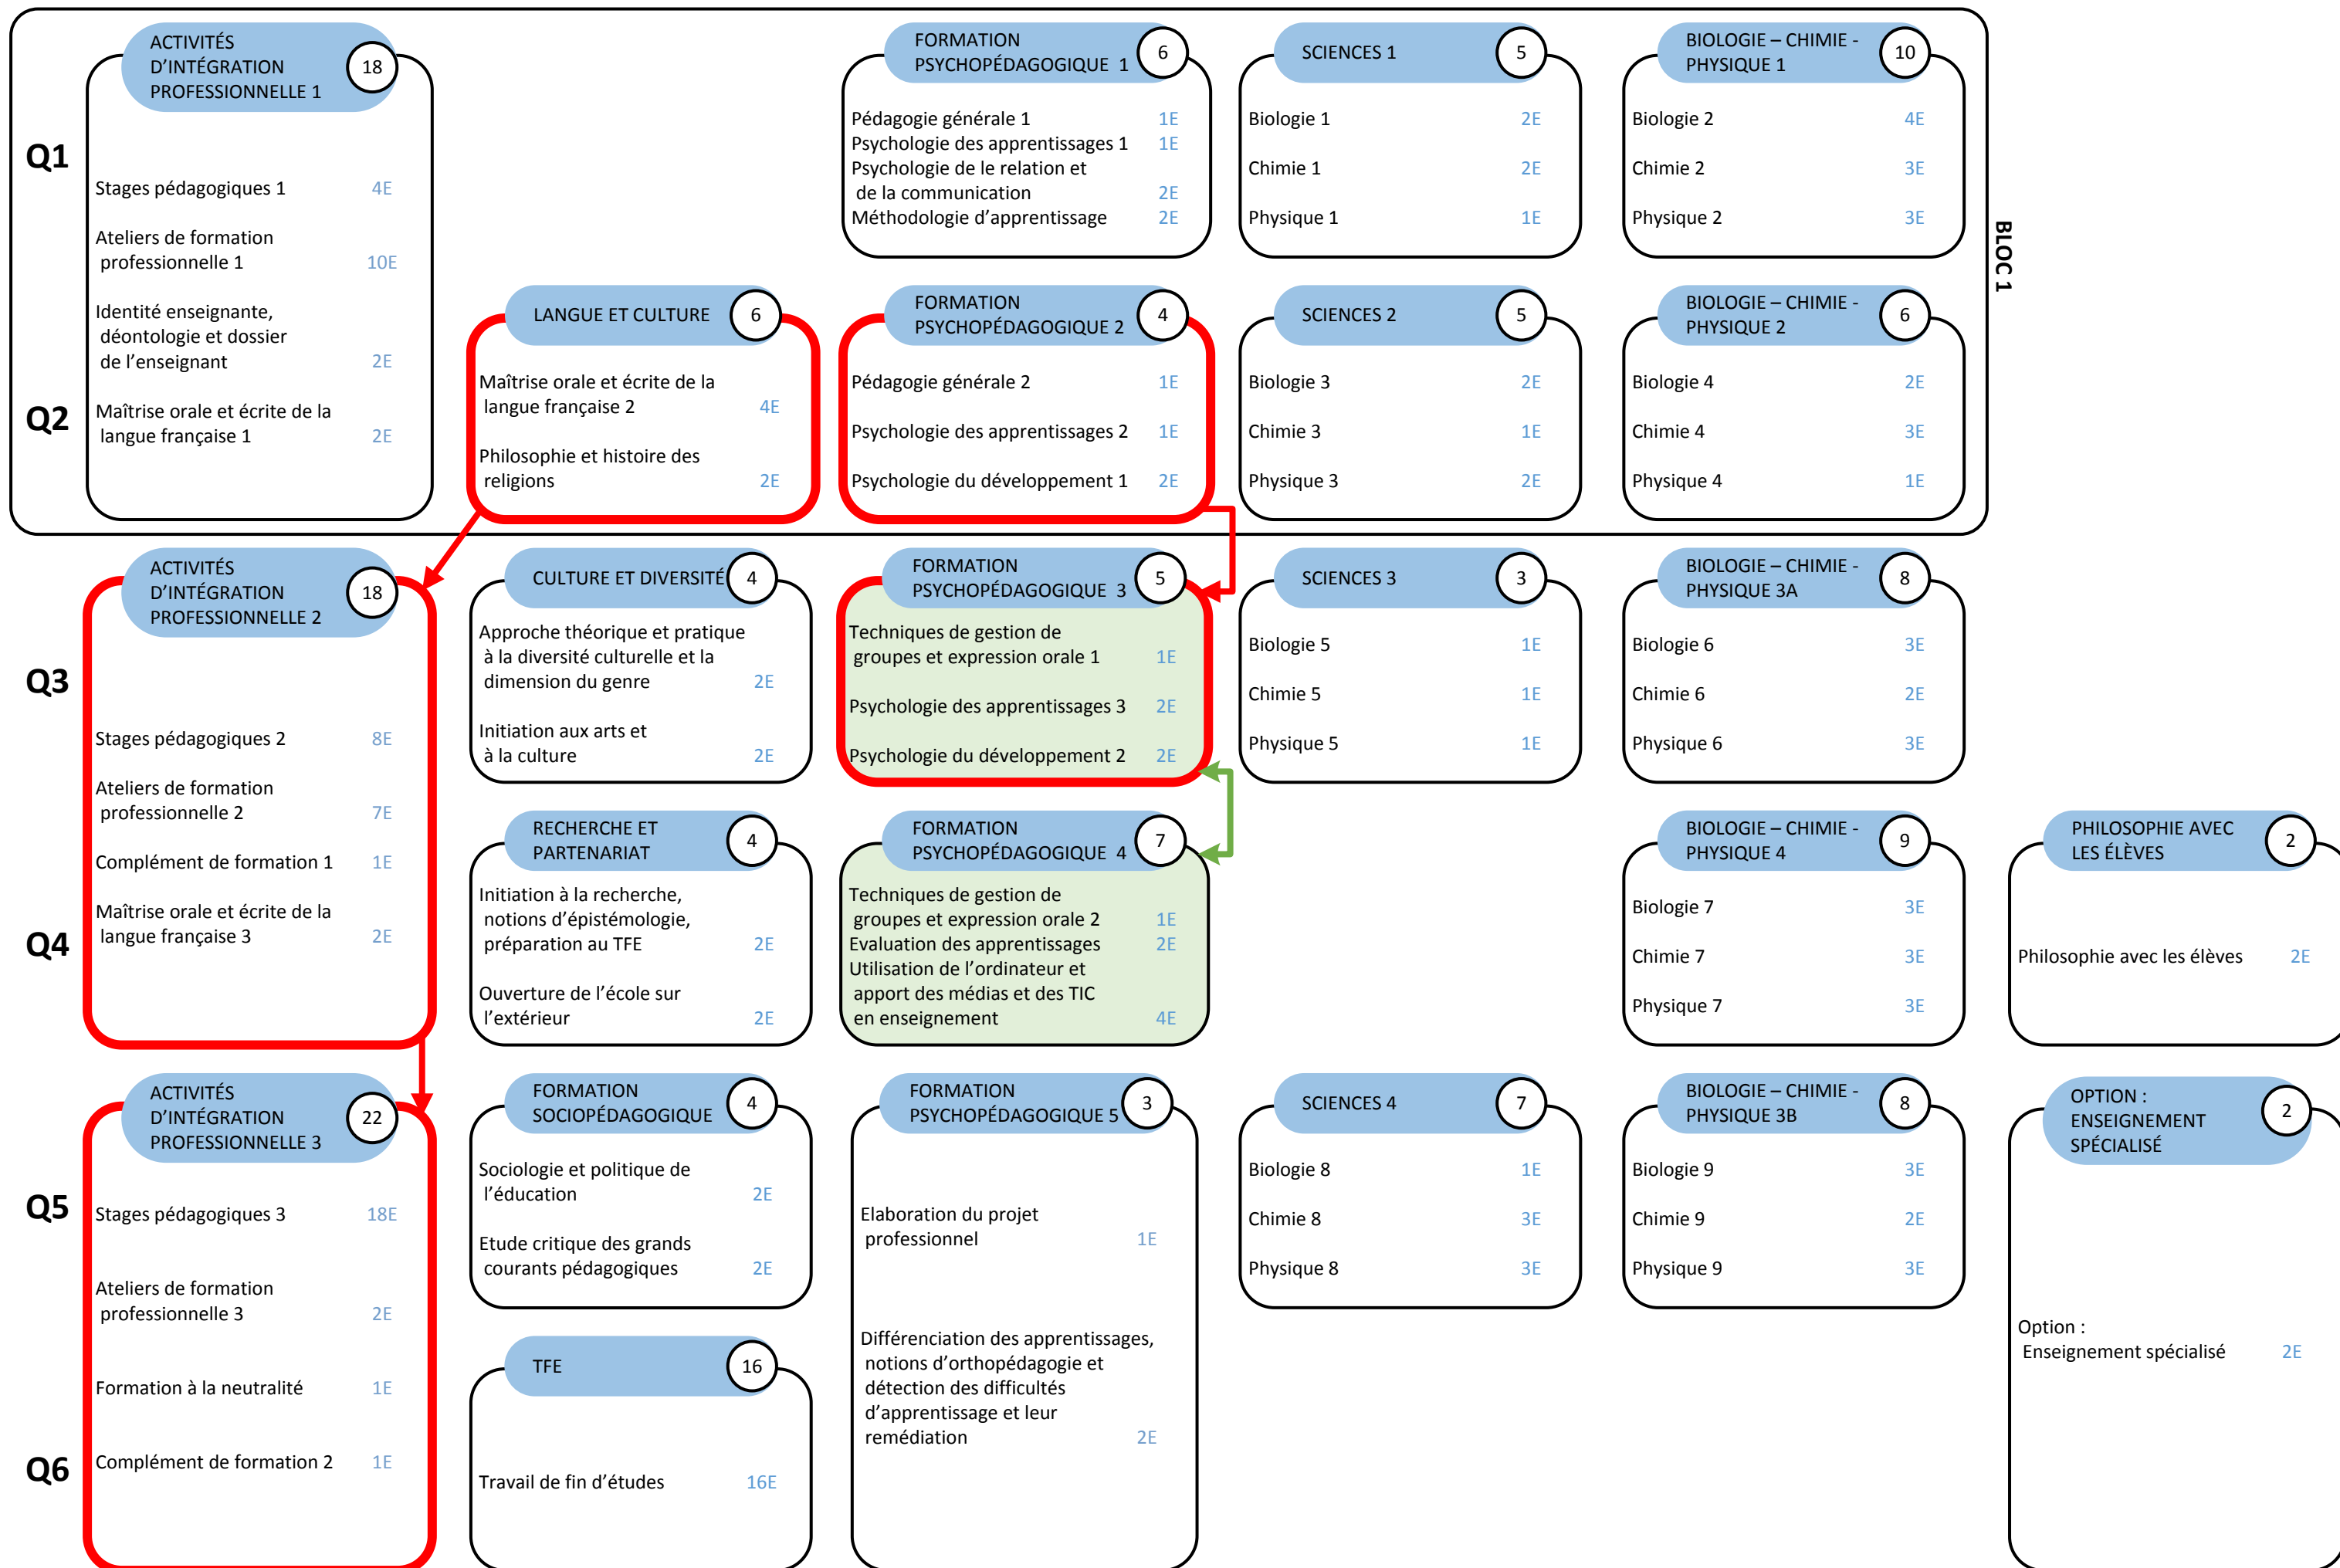 ACTIVITÉS
D'INTÉGRATION
PROFESSIONNELLE 1
18
Stages pédagogiques 1 4E
Ateliers de formation
professionnelle 1 10E
Identité enseignante,
déontologie et dossier
de l'enseignant 2E
Maîtrise orale et écrite de la
langue française 1 2E
Q1
Q2
FORMATION
PSYCHOPÉDAGOGIQUE 1
6
Pédagogie générale 1 1E
Psychologie des apprentissages 1 1E
Psychologie de le relation et
de la communication 2E
Méthodologie d'apprentissage 2E
SCIENCES 1 5
Biologie 1 2E
Chimie 1 2E
Physique 1 1E
BIOLOGIE – CHIMIE -
PHYSIQUE 1
10
Biologie 2 4E
Chimie 2 3E
Physique 2 3E
BLOC 1
LANGUE ET CULTURE 6
Maîtrise orale et écrite de la
langue française 2 4E
Philosophie et histoire des
religions 2E
FORMATION
PSYCHOPÉDAGOGIQUE 2
4
Pédagogie générale 2 1E
Psychologie des apprentissages 2 1E
Psychologie du développement 1 2E
SCIENCES 2 5
Biologie 3 2E
Chimie 3 1E
Physique 3 2E
BIOLOGIE – CHIMIE -
PHYSIQUE 2
6
Biologie 4 2E
Chimie 4 3E
Physique 4 1E
ACTIVITÉS
D'INTÉGRATION
PROFESSIONNELLE 2
18
Stages pédagogiques 2 8E
Ateliers de formation
professionnelle 2 7E
Complément de formation 1 1E
Maîtrise orale et écrite de la
langue française 3 2E
Q3
Q4
CULTURE ET DIVERSITÉ 4
Approche théorique et pratique
à la diversité culturelle et la
dimension du genre 2E
Initiation aux arts et
à la culture 2E
FORMATION
PSYCHOPÉDAGOGIQUE 3
5
Techniques de gestion de
groupes et expression orale 1 1E
Psychologie des apprentissages 3 2E
Psychologie du développement 2 2E
SCIENCES 3 3
Biologie 5 1E
Chimie 5 1E
Physique 5 1E
BIOLOGIE – CHIMIE -
PHYSIQUE 3A
8
Biologie 6 3E
Chimie 6 2E
Physique 6 3E
RECHERCHE ET
PARTENARIAT
4
Initiation à la recherche,
notions d'épistémologie,
préparation au TFE 2E
Ouverture de l'école sur
l'extérieur 2E
FORMATION
PSYCHOPÉDAGOGIQUE 4
7
Techniques de gestion de
groupes et expression orale 2 1E
Evaluation des apprentissages 2E
Utilisation de l'ordinateur et
apport des médias et des TIC
en enseignement 4E
BIOLOGIE – CHIMIE -
PHYSIQUE 4
9
Biologie 7 3E
Chimie 7 3E
Physique 7 3E
PHILOSOPHIE AVEC
LES ÉLÈVES
2
Philosophie avec les élèves 2E
ACTIVITÉS
D'INTÉGRATION
PROFESSIONNELLE 3
22
Stages pédagogiques 3 18E
Ateliers de formation
professionnelle 3 2E
Formation à la neutralité 1E
Complément de formation 2 1E
Q5
Q6
FORMATION
SOCIOPÉDAGOGIQUE
4
Sociologie et politique de
l'éducation 2E
Etude critique des grands
courants pédagogiques 2E
TFE 16
Travail de fin d'études 16E
FORMATION
PSYCHOPÉDAGOGIQUE 5
3
Elaboration du projet
professionnel 1E
Différenciation des apprentissages,
notions d'orthopédagogie et
détection des difficultés
d'apprentissage et leur
remédiation 2E
SCIENCES 4 7
Biologie 8 1E
Chimie 8 3E
Physique 8 3E
BIOLOGIE – CHIMIE -
PHYSIQUE 3B
8
Biologie 9 3E
Chimie 9 2E
Physique 9 3E
OPTION :
ENSEIGNEMENT
SPÉCIALISÉ
2
Option :
Enseignement spécialisé 2E